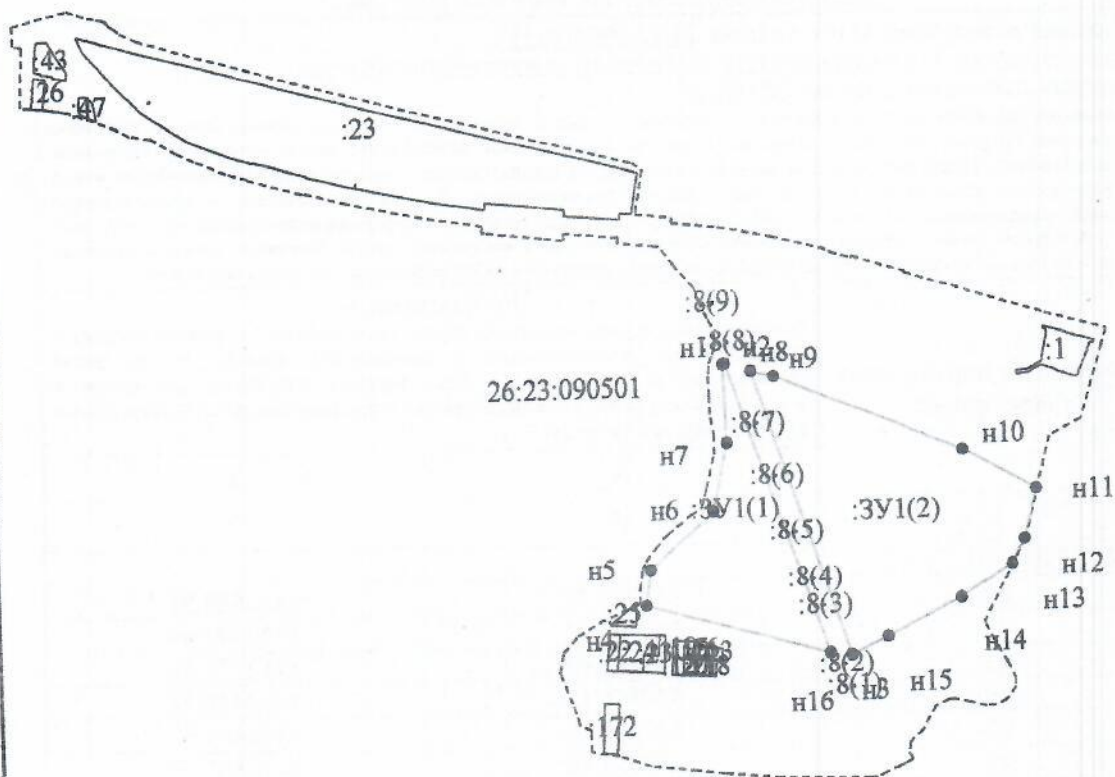 :43
:26
:47
:23
:8(9)
:8(8)
н1
н2
н8
н9
:1
26:23:090501
:8(7)
н10
н7
:8(6)
н11
н6
:ЗУ1(1)
:ЗУ1(2)
:8(5)
н12
н5
:8(4)
н13
:8(3)
:25
н4
н14
:22
:8(2)
:8(1)
н3
н15
н16
:172